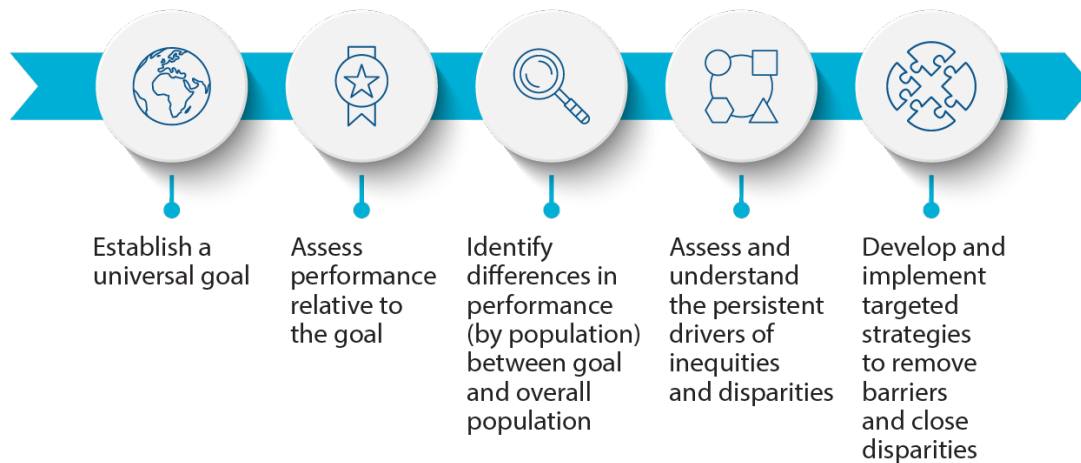 Establish a
universal goal
Assess
performance
relative to
the goal
Identify
differences in
performance
(by population)
between goal
and overall
population
Assess and
understand
the persistent
drivers of
inequities
and disparities
Develop and
implement
targeted
strategies
to remove
barriers
and close
disparities